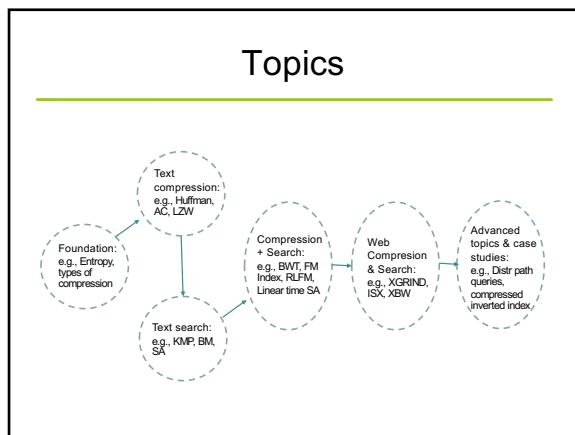 Topics
Foundation:
e.g., Entropy,
types of
compression
Text
compression:
e.g., Huffman,
AC, LZW
Text search:
e.g., KMP, BM,
SA
Compression
+ Search:
e.g., BWT, FM
Index, RLFM,
Linear time SA
Web
Compresion
& Search:
e.g., XGRIND,
ISX, XBW
Advanced
topics & case
studies:
e.g., Distr path
queries,
compressed
inverted index,